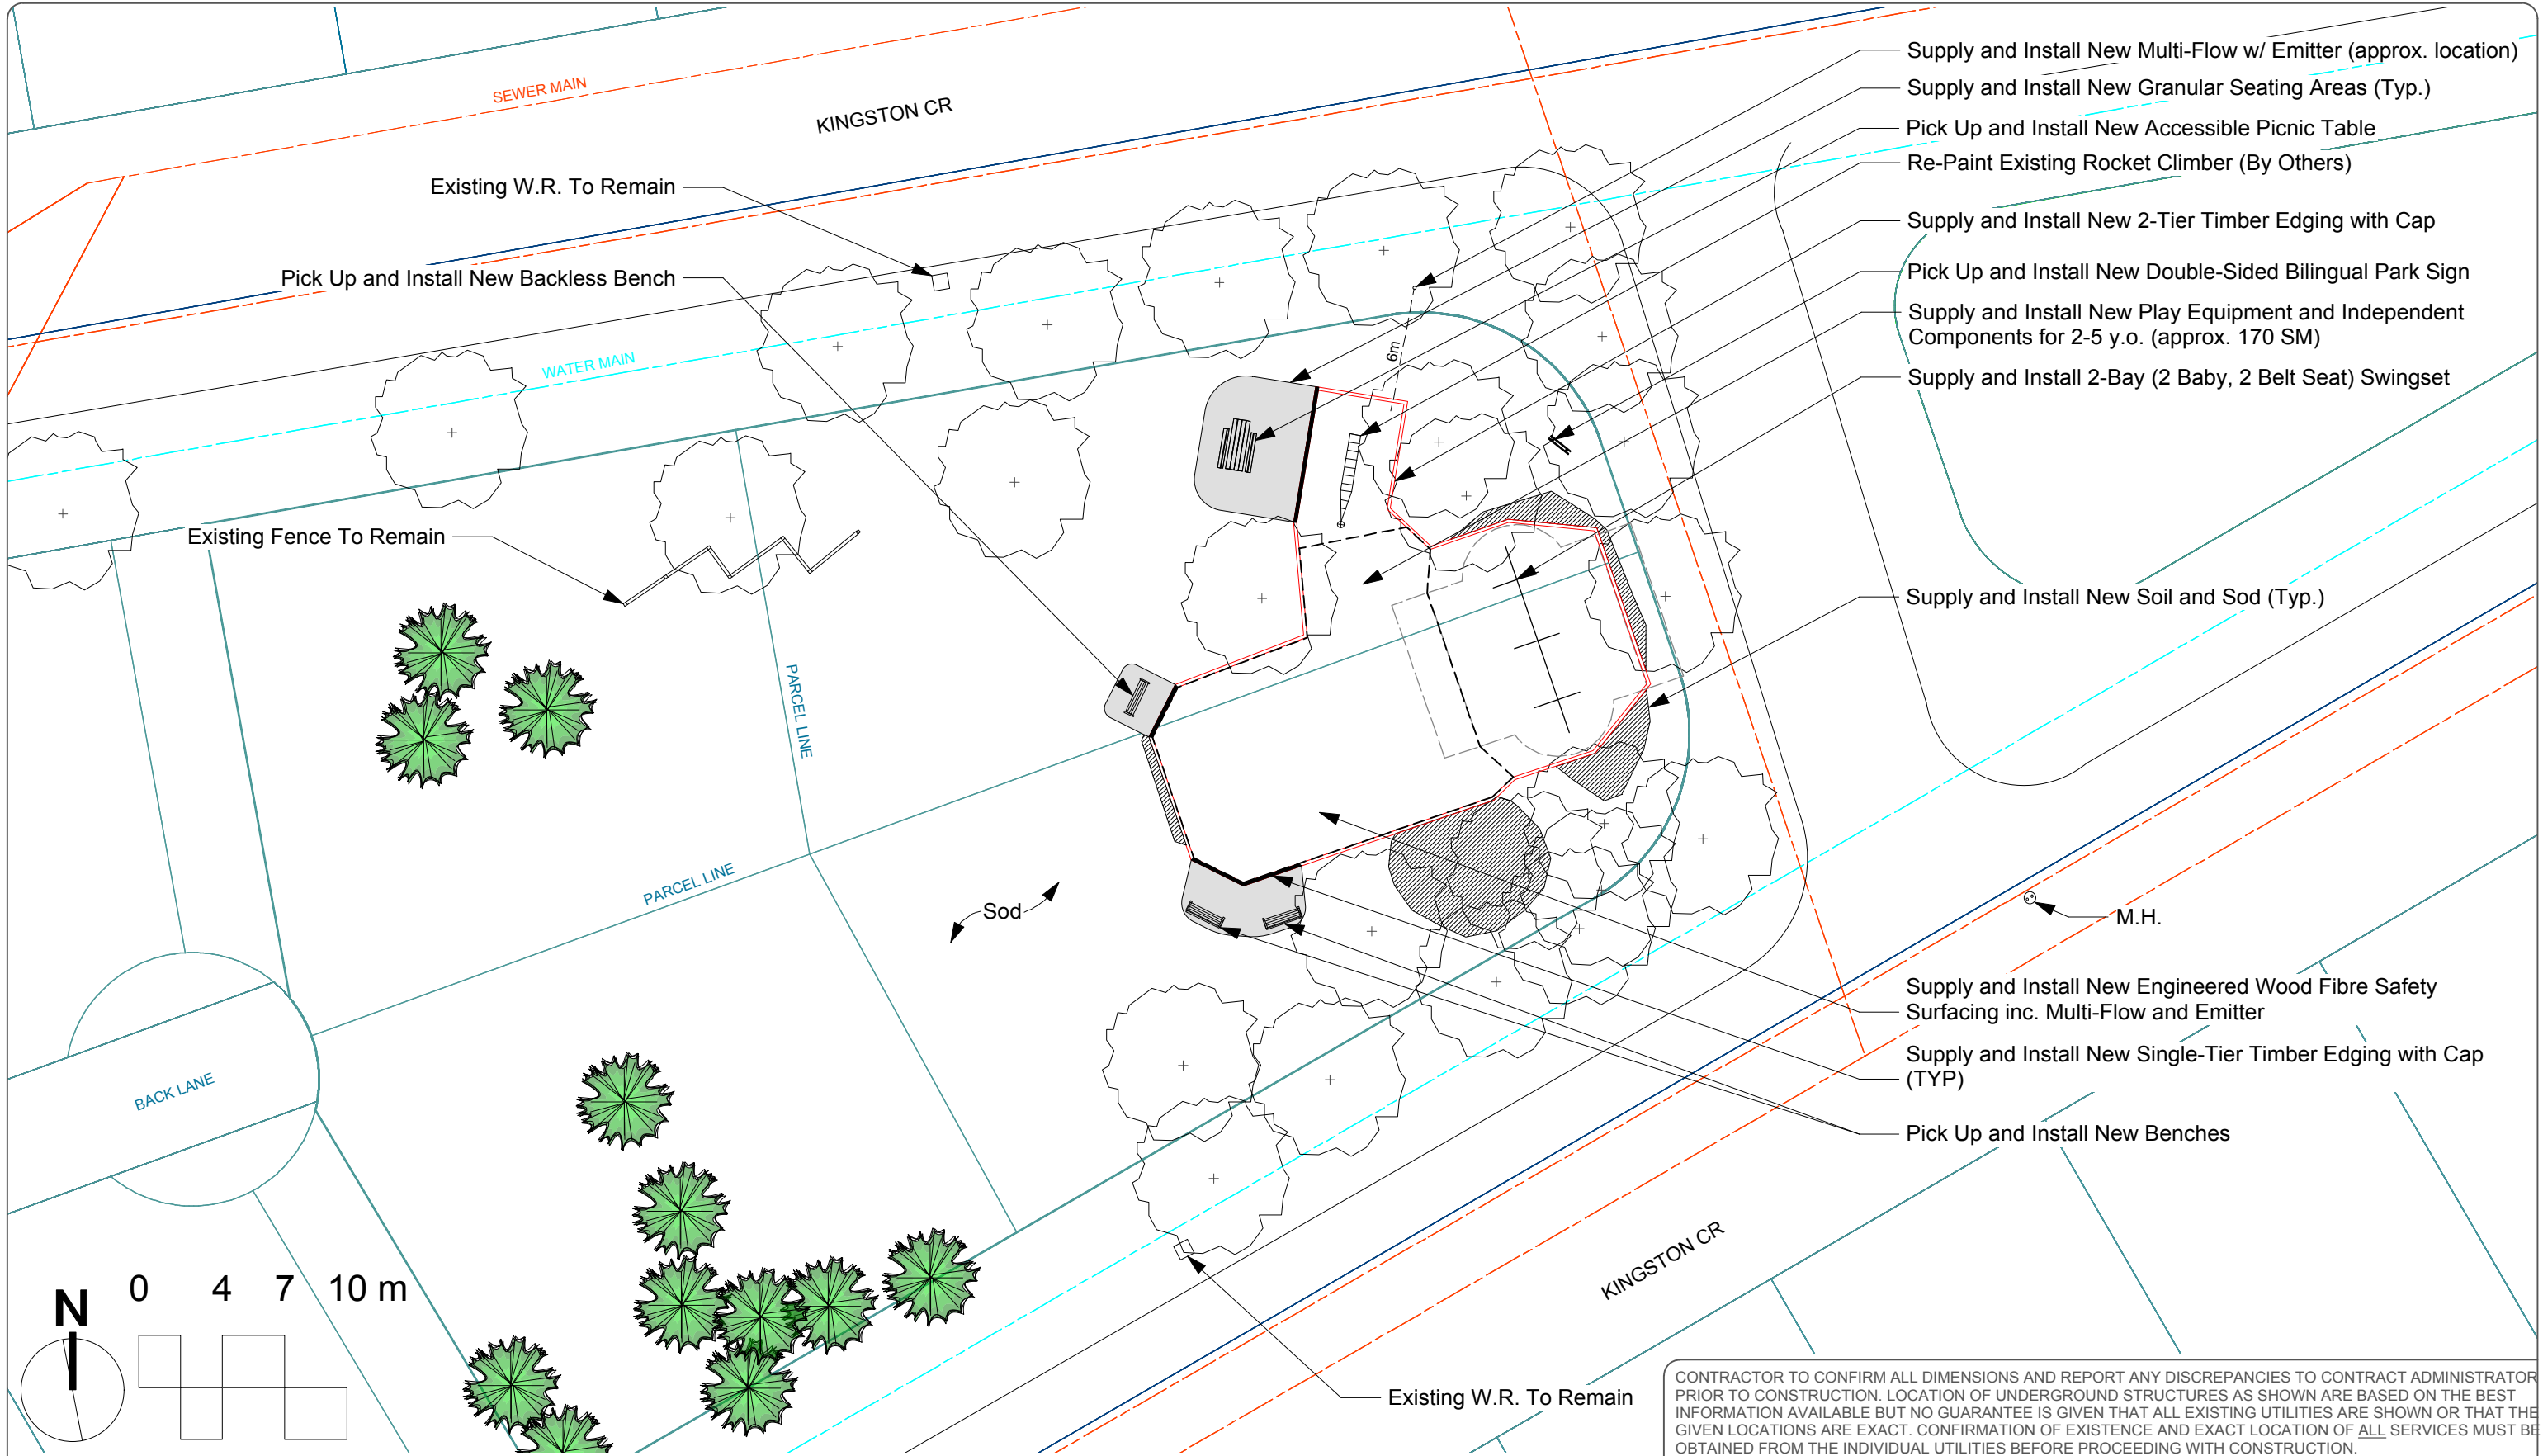 SEWER MAIN
KINGSTON CR
Existing W.R. To Remain
Pick Up and Install New Backless Bench
WATER MAIN
Existing Fence To Remain
PARCEL LINE
PARCEL LINE
Sod
BACK LANE
6m
Supply and Install New Multi-Flow w/ Emitter (approx. location)
Supply and Install New Granular Seating Areas (Typ.)
Pick Up and Install New Accessible Picnic Table
Re-Paint Existing Rocket Climber (By Others)
Supply and Install New 2-Tier Timber Edging with Cap
Pick Up and Install New Double-Sided Bilingual Park Sign
Supply and Install New Play Equipment and Independent
Components for 2-5 y.o. (approx. 170 SM)
Supply and Install 2-Bay (2 Baby, 2 Belt Seat) Swingset
Supply and Install New Soil and Sod (Typ.)
M.H.
Supply and Install New Engineered Wood Fibre Safety
Surfacing inc. Multi-Flow and Emitter
Supply and Install New Single-Tier Timber Edging with Cap
(TYP)
Pick Up and Install New Benches
KINGSTON CR
Existing W.R. To Remain
N
0 4 7 10 m
CONTRACTOR TO CONFIRM ALL DIMENSIONS AND REPORT ANY DISCREPANCIES TO CONTRACT ADMINISTRATOR
PRIOR TO CONSTRUCTION. LOCATION OF UNDERGROUND STRUCTURES AS SHOWN ARE BASED ON THE BEST
INFORMATION AVAILABLE BUT NO GUARANTEE IS GIVEN THAT ALL EXISTING UTILITIES ARE SHOWN OR THAT THE
GIVEN LOCATIONS ARE EXACT. CONFIRMATION OF EXISTENCE AND EXACT LOCATION OF ALL SERVICES MUST BE
OBTAINED FROM THE INDIVIDUAL UTILITIES BEFORE PROCEEDING WITH CONSTRUCTION.